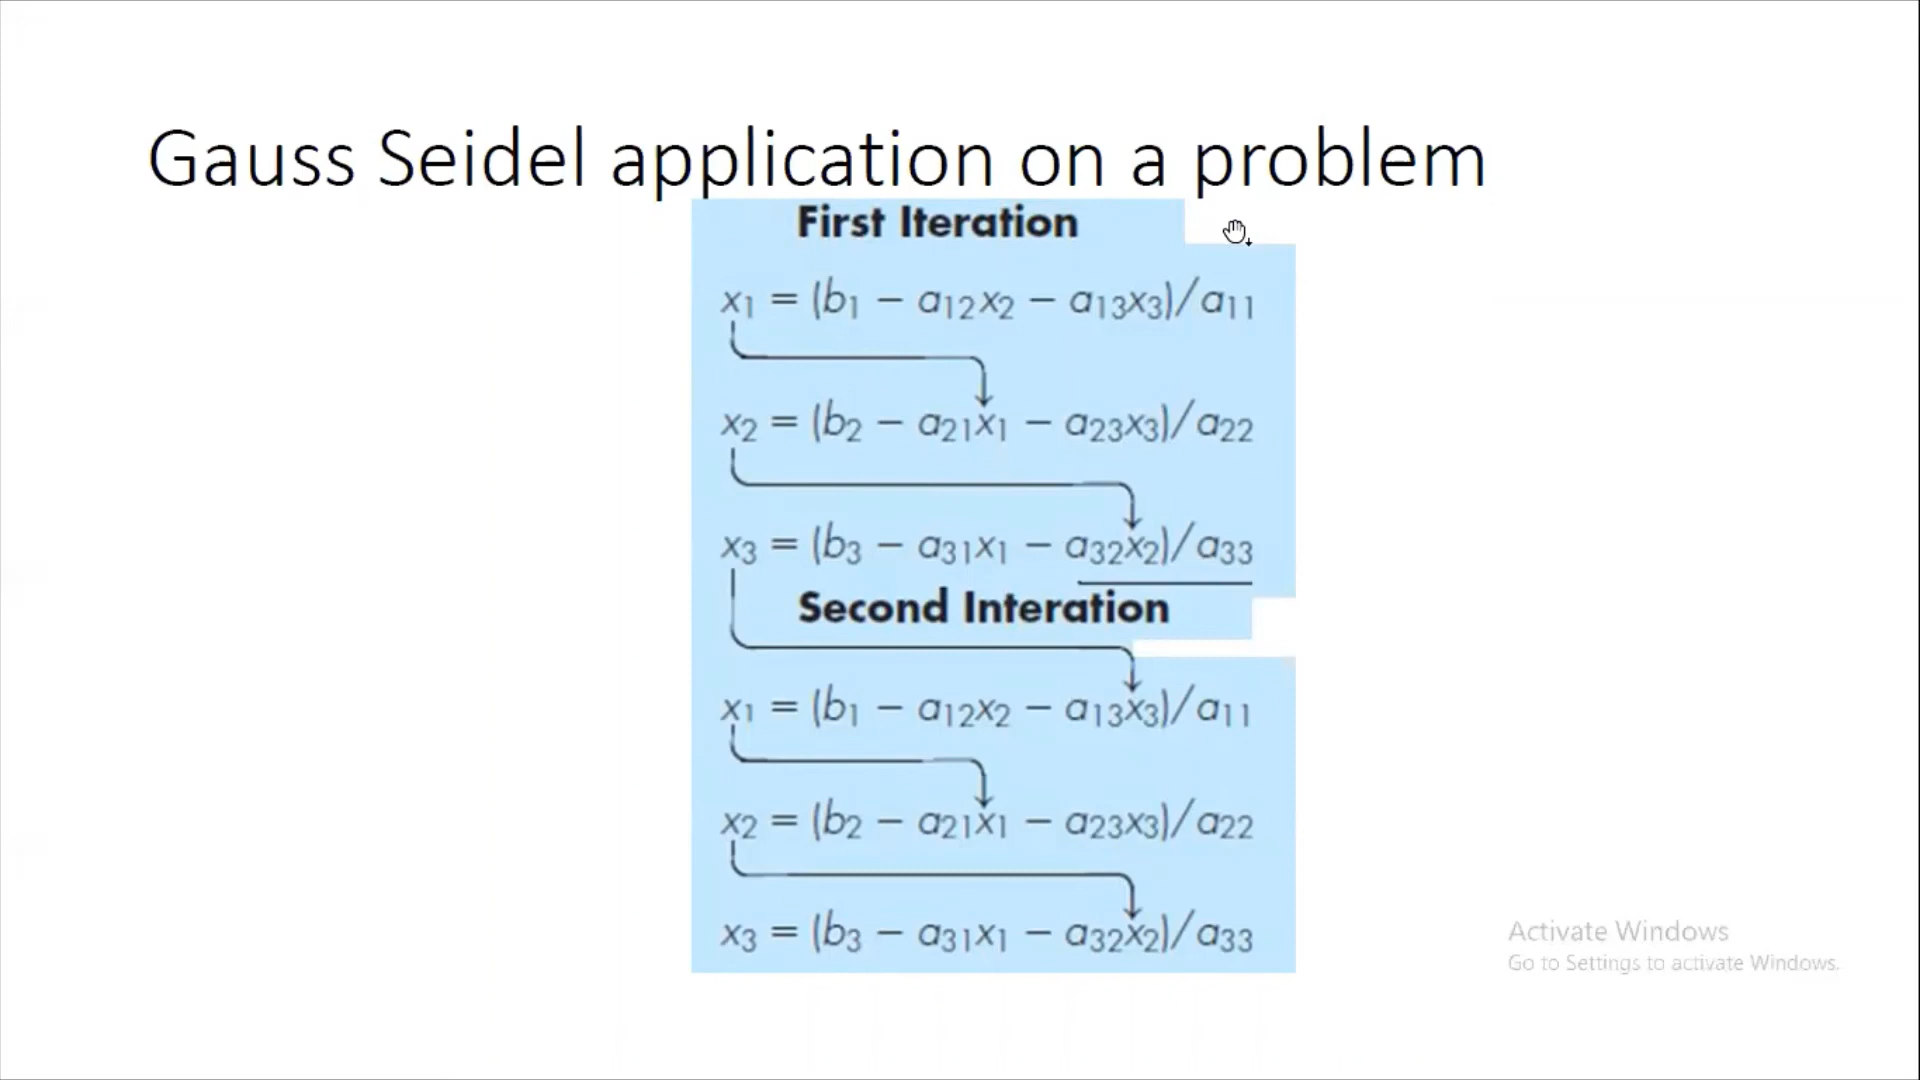 Gauss Seidel application on a problem
First Iteration
x₁ = (b₁ − a₁₂x₂ − a₁₃x₃)/a₁₁
x₂ = (b₂ − a₂₁x₁ − a₂₃x₃)/a₂₂
x₃ = (b₃ − a₃₁x₁ − a₃₂x₂)/a₃₃
Second Interation
x₁ = (b₁ − a₁₂x₂ − a₁₃x₃)/a₁₁
x₂ = (b₂ − a₂₁x₁ − a₂₃x₃)/a₂₂
x₃ = (b₃ − a₃₁x₁ − a₃₂x₂)/a₃₃
Activate Windows
Go to Settings to activate Windows.